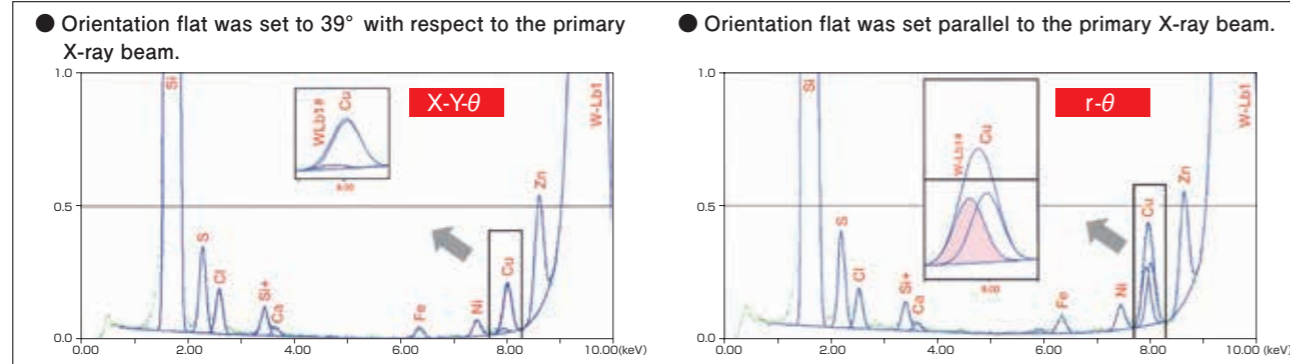 ● Orientation flat was set to 39° with respect to the primary
X-ray beam.
1.0
0.5
0.0
Si
S
Cl
Si+
Ca
Fe
Ni
Cu
Zn
W-Lb1
X-Y-θ
WLb1#
Cu
8.00
0.00
2.00
4.00
6.00
8.00
10.00(keV)
● Orientation flat was set parallel to the primary X-ray beam.
1.0
0.5
0.0
Si
S
Cl
Si+
Ca
Fe
Ni
Cu
Zn
W-Lb1
r-θ
W-Lb1#
Cu
8.00
0.00
2.00
4.00
6.00
8.00
10.00(keV)